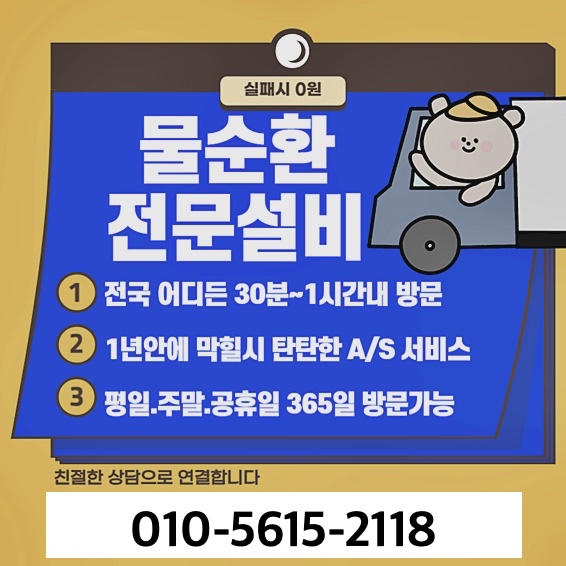 실패시 0원
물순환
전문설비
1 전국 어디든 30분~1시간내 방문
2 1년안에 막힐시 탄탄한 A/S 서비스
3 평일.주말.공휴일 365일 방문가능
친절한 상담으로 연결합니다
010-5615-2118